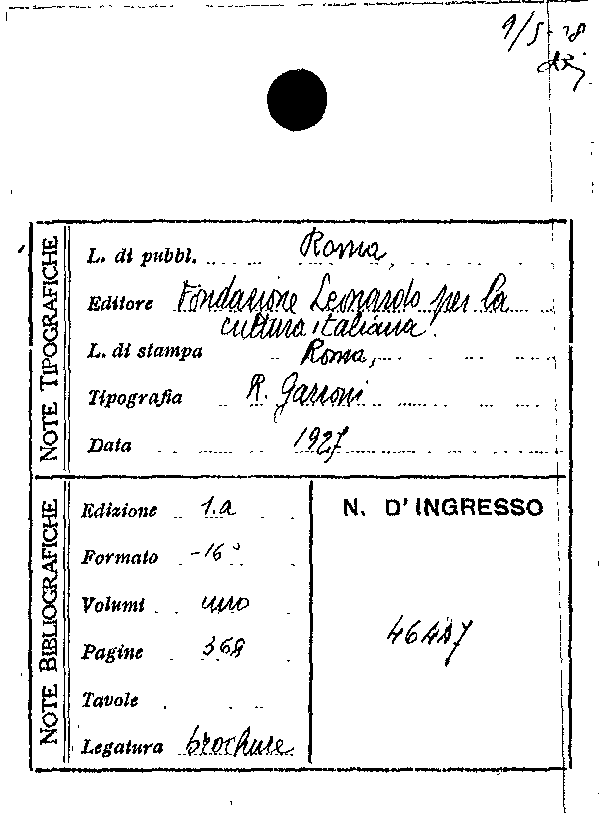 9/5-28
NOTE TIPOGRAFICHE
L. di pubbl. Roma,
Editore Fondazione Leonardo per la
cultura italiana.
L. di stampa Roma,
Tipografia R. Garroni
Data 1927
NOTE BIBLIOGRAFICHE
Edizione 1.a
Formato -16°
Volumi uno
Pagine 368
Tavole
Legatura brochure
N. D'INGRESSO